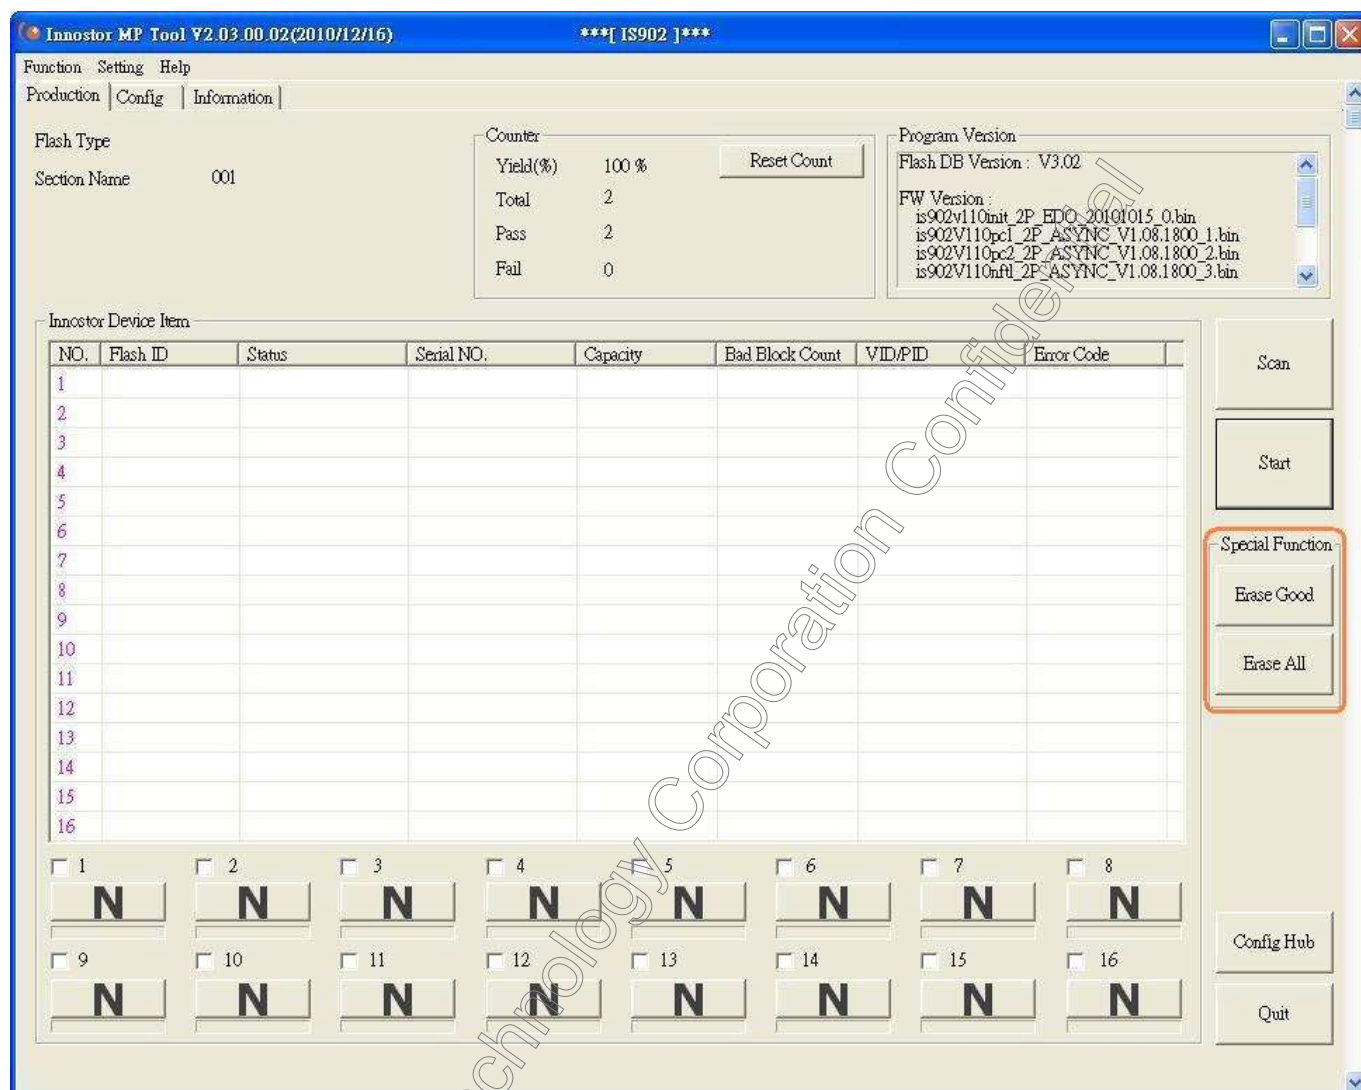 Innostor MP Tool V2.03.00.02(2010/12/16) ***[ IS902 ]***
Function Setting Help
Production Config Information
Flash Type
Section Name 001
Counter
Yield(%) 100 %
Total 2
Pass 2
Fail 0
Reset Count
Program Version
Flash DB Version : V3.02
FW Version :
is902v110init_2P_EDO_20101015_0.bin
is902V110pc1_2P_ASYNC_V1.08.1800_1.bin
is902V110pc2_2P_ASYNC_V1.08.1800_2.bin
is902V110nftl_2P_ASYNC_V1.08.1800_3.bin
Innostor Device Item
NO. Flash ID Status Serial NO. Capacity Bad Block Count VID/PID Error Code
1
2
3
4
5
6
7
8
9
10
11
12
13
14
15
16
Scan
Start
Special Function
Erase Good
Erase All
1 2 3 4 5 6 7 8
N N N N N N N N
9 10 11 12 13 14 15 16
N N N N N N N N
Config Hub
Quit
echnology Corporation Confidential